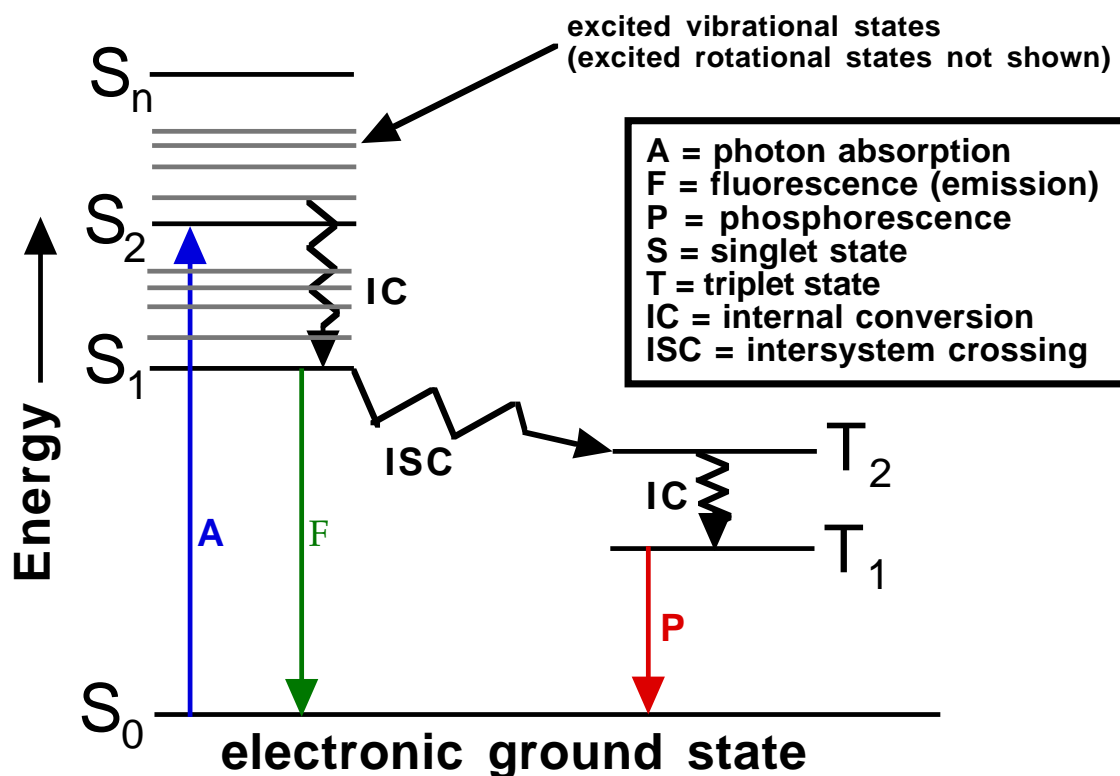 excited vibrational states
(excited rotational states not shown)
Sn
A = photon absorption
F = fluorescence (emission)
P = phosphorescence
S = singlet state
T = triplet state
IC = internal conversion
ISC = intersystem crossing
S2
IC
S1
Energy
ISC
T2
IC
T1
A
F
P
S0
electronic ground state